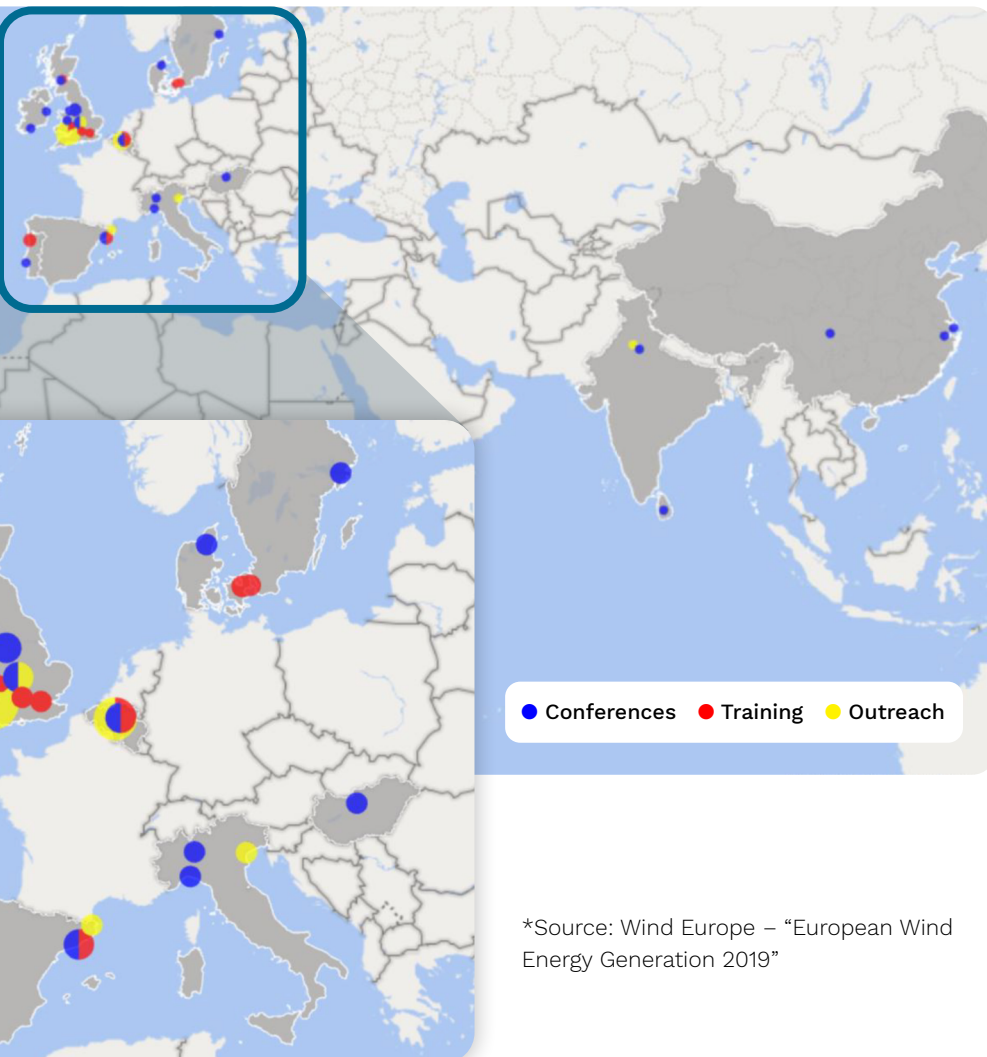 Conferences Training Outreach
*Source: Wind Europe – “European Wind
Energy Generation 2019”